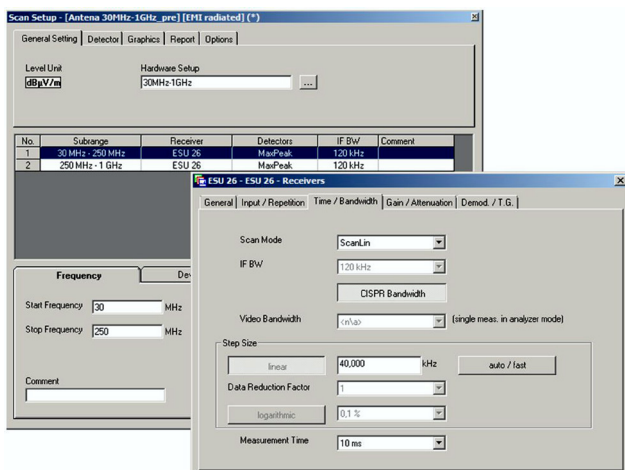 Scan Setup - [Antena 30MHz-1GHz_pre] [EMI radiated] (*)
General Setting Detector Graphics Report Options
Level Unit Hardware Setup
dBµV/m 30MHz-1GHz ...
No. Subrange Receiver Detectors IF BW Comment
1 30 MHz - 250 MHz ESU 26 MaxPeak 120 kHz
2 250 MHz - 1 GHz ESU 26 MaxPeak 120 kHz
Frequency
Start Frequency 30 MHz
Stop Frequency 250 MHz
Comment
ESU 26 - ESU 26 - Receivers
General Input / Repetition Time / Bandwidth Gain / Attenuation Demod. / T.G.
Scan Mode ScanLin
IF BW 120 kHz
CISPR Bandwidth
Video Bandwidth <n\a> (single meas. in analyzer mode)
Step Size
linear 40,000 kHz auto / fast
Data Reduction Factor 1
logarithmic 0,1 %
Measurement Time 10 ms